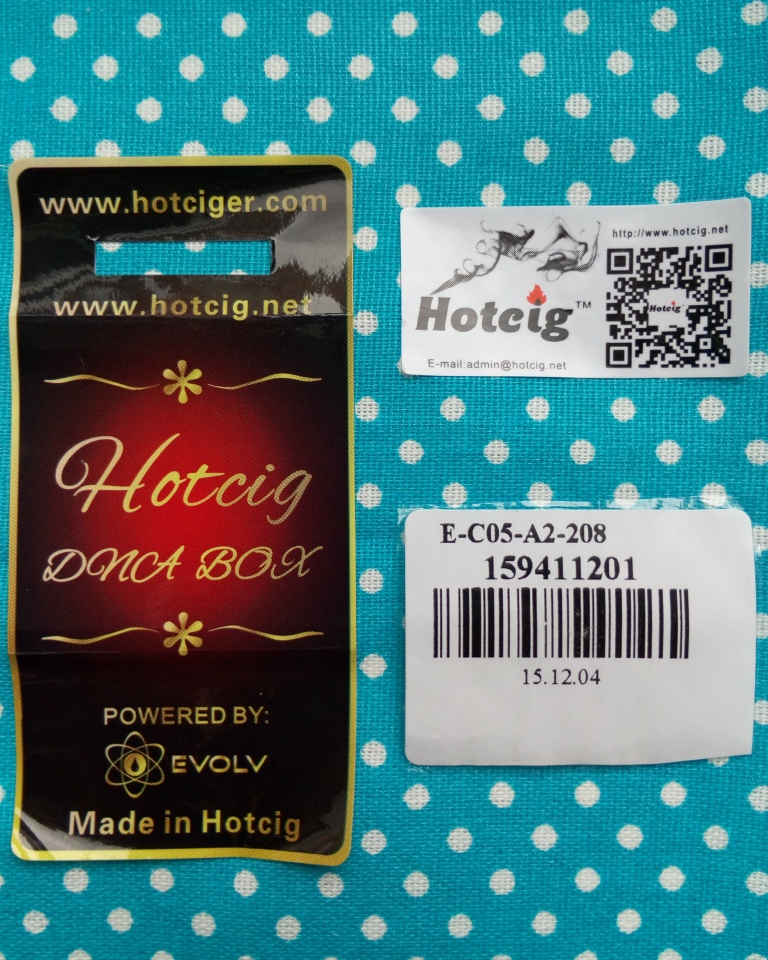 www.hotciger.com
www.hotcig.net
Hotcig
DNA BOX
POWERED BY:
EVOLV
Made in Hotcig
http://www.hotcig.net
Hotcig™
Hotcig
E-mail:admin@hotcig.net
E-C05-A2-208
159411201
15.12.04